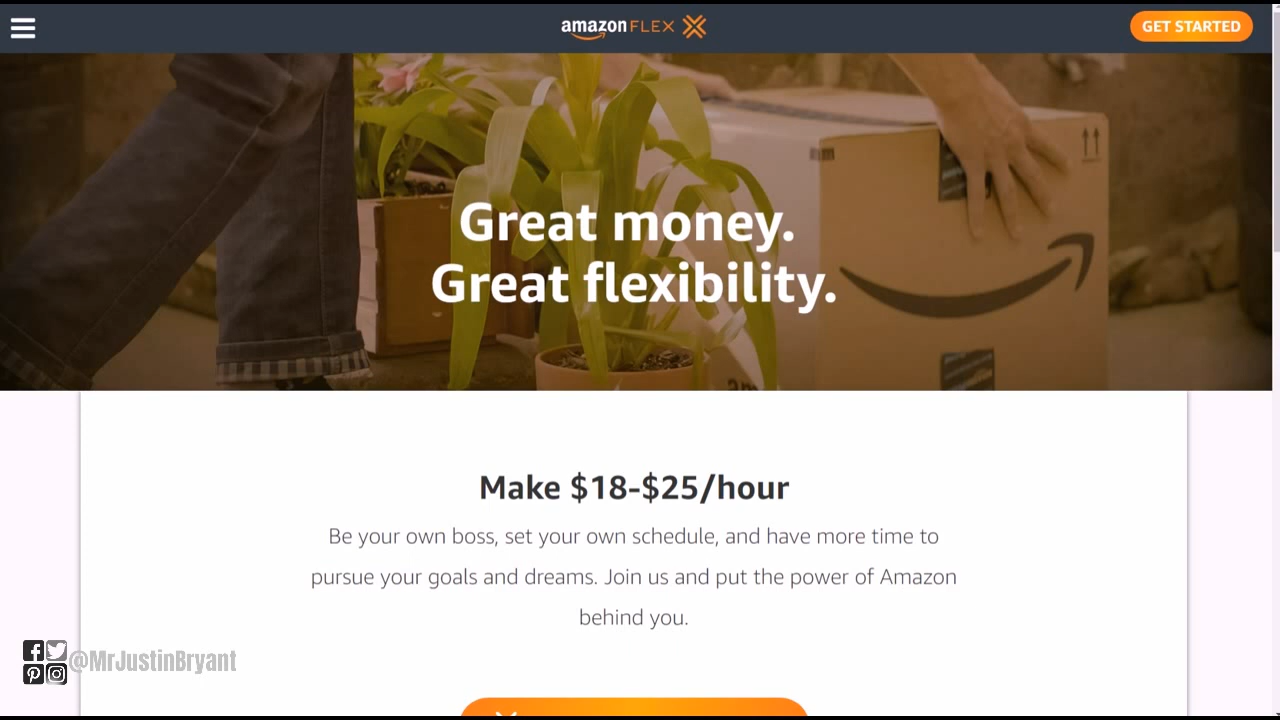 amazon FLEX
GET STARTED
Great money.
Great flexibility.
Make $18-$25/hour
Be your own boss, set your own schedule, and have more time to
pursue your goals and dreams. Join us and put the power of Amazon
behind you.
@MrJustinBryant